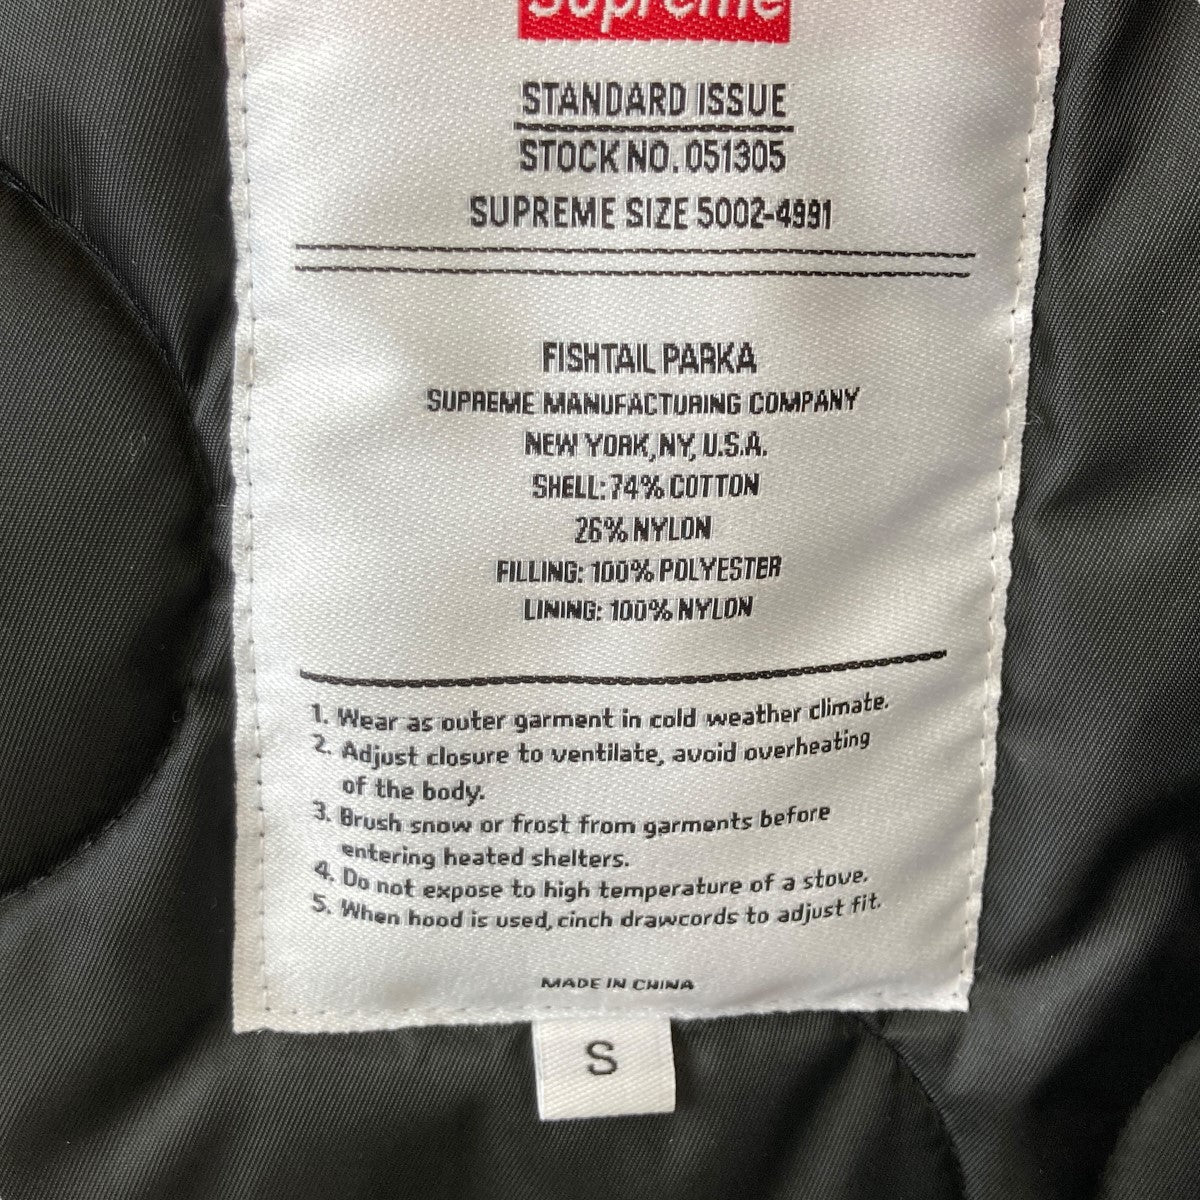 Supreme
STANDARD ISSUE
STOCK NO. 051305
SUPREME SIZE 5002-4991
FISHTAIL PARKA
SUPREME MANUFACTURING COMPANY
NEW YORK, NY, U.S.A.
SHELL: 74% COTTON
26% NYLON
FILLING: 100% POLYESTER
LINING: 100% NYLON
1. Wear as outer garment in cold weather climate.
2. Adjust closure to ventilate, avoid overheating
of the body.
3. Brush snow or frost from garments before
entering heated shelters.
4. Do not expose to high temperature of a stove.
5. When hood is used, cinch drawcords to adjust fit.
MADE IN CHINA
S